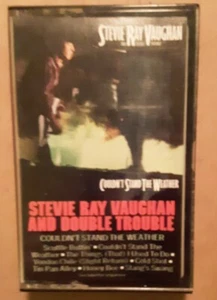 STEVIE RAY VAUGHAN
COULDN'T STAND THE WEATHER
STEVIE RAY VAUGHAN
AND DOUBLE TROUBLE
COULDN'T STAND THE WEATHER
Scuttle Buttin' • Couldn't Stand The
Weather • The Things (That) I Used To Do •
Voodoo Chile (Slight Return) • Cold Shot •
Tin Pan Alley • Honey Bee • Stang's Swang